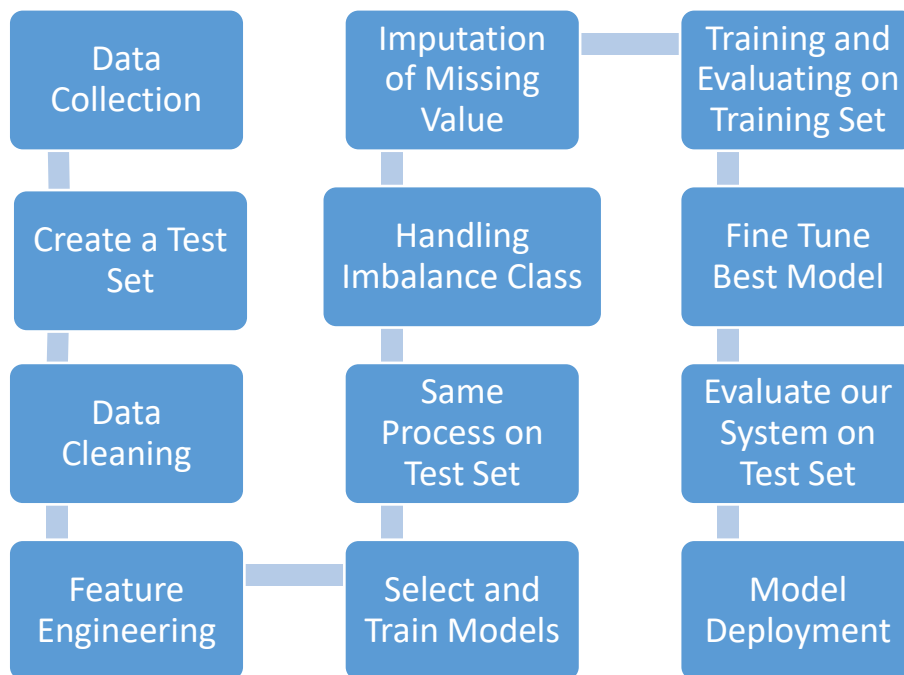 Data
Collection
Create a Test
Set
Data
Cleaning
Feature
Engineering
Select and
Train Models
Same
Process on
Test Set
Handling
Imbalance Class
Imputation
of Missing
Value
Training and
Evaluating on
Training Set
Fine Tune
Best Model
Evaluate our
System on
Test Set
Model
Deployment